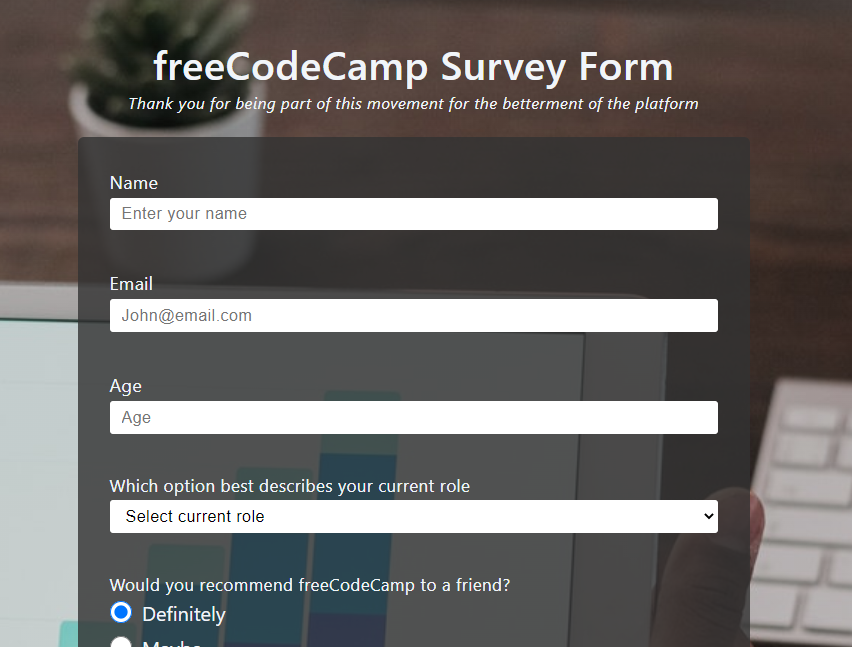 freeCodeCamp Survey Form
Thank you for being part of this movement for the betterment of the platform
Name
Enter your name
Email
John@email.com
Age
Age
Which option best describes your current role
Select current role
Would you recommend freeCodeCamp to a friend?
Definitely
Maybe